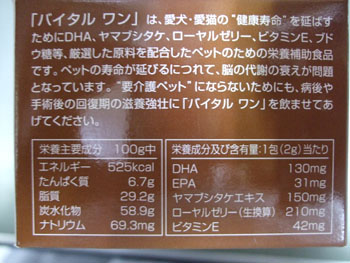 「バイタル ワン」は、愛犬・愛猫の"健康寿命"を延ばす
ためにDHA、ヤマブシタケ、ローヤルゼリー、ビタミンE、ブド
ウ糖等、厳選した原料を配合したペットのための栄養補助食品
です。ペットの寿命が延びるにつれて、脳の代謝の衰えが問題
となっています。"要介護ペット"にならないためにも、病後や
手術後の回復期の滋養強壮に「バイタル ワン」を飲ませてあ
げてください。
栄養主要成分 100g中
エネルギー 525kcal
たんぱく質 6.7g
脂質 29.2g
炭水化物 58.9g
ナトリウム 69.3mg
栄養成分及び含有量:1包(2g)当たり
DHA 130mg
EPA 31mg
ヤマブシタケエキス 150mg
ローヤルゼリー(生換算) 210mg
ビタミンE 42mg